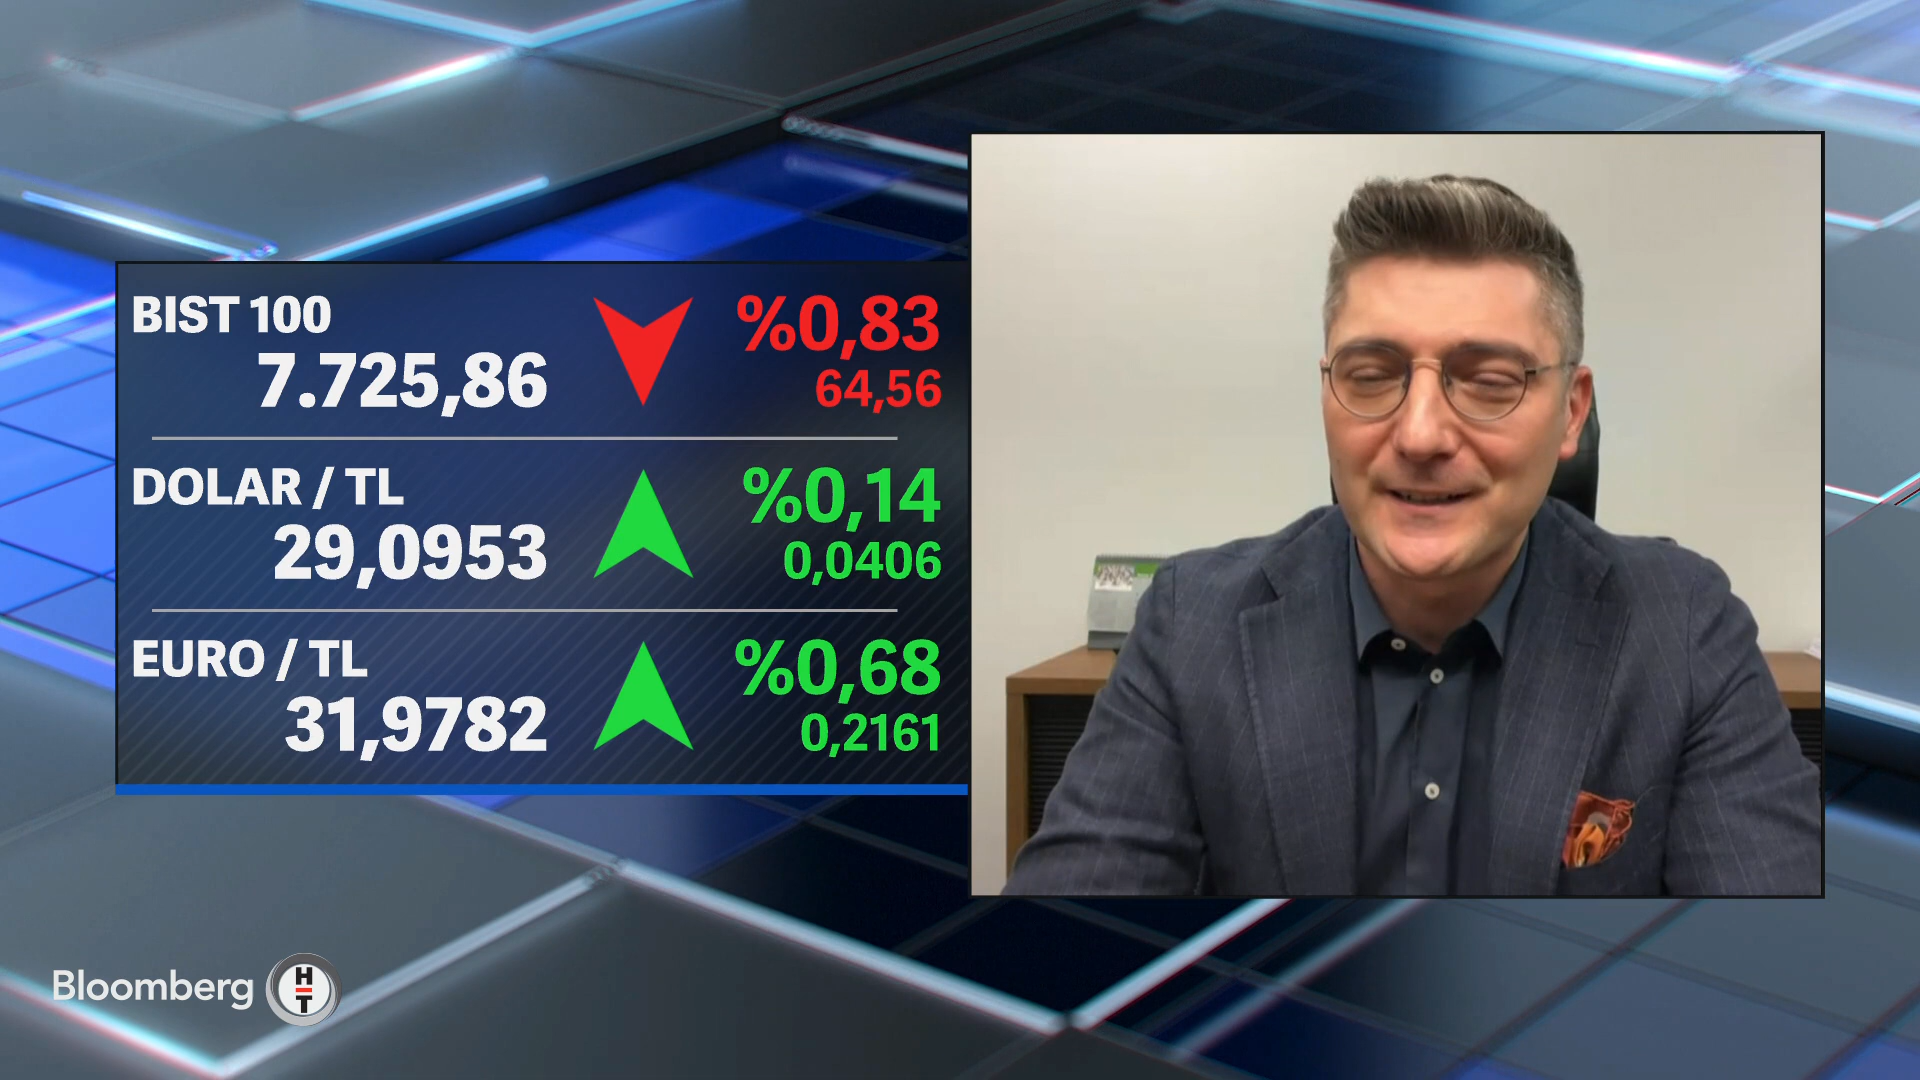 BIST 100
7.725,86
%0,83
64,56
DOLAR / TL
29,0953
%0,14
0,0406
EURO / TL
31,9782
%0,68
0,2161
Bloomberg HT